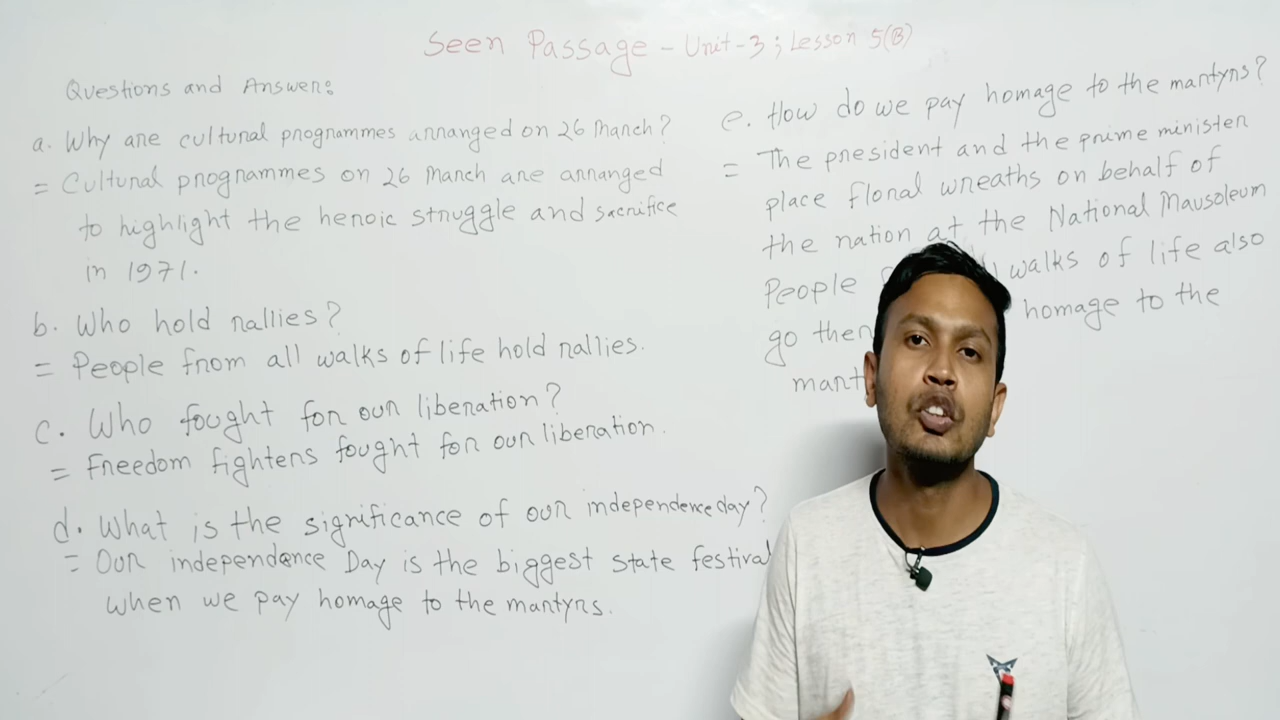 Seen Passage - Unit-3; Lesson 5(B)
Questions and Answer:
a. Why are cultural programmes arranged on 26 March?
= Cultural programmes on 26 March are arranged
to highlight the heroic struggle and sacrifice
in 1971.
b. Who hold rallies?
= People from all walks of life hold rallies.
c. Who fought for our liberation?
= Freedom fighters fought for our liberation.
d. What is the significance of our independence day?
= Our independence Day is the biggest state festival
when we pay homage to the martyrs.
e. How do we pay homage to the martyrs?
= The president and the prime minister
place floral wreaths on behalf of
the nation at the National Mausoleum
People walks of life also
go homage to the